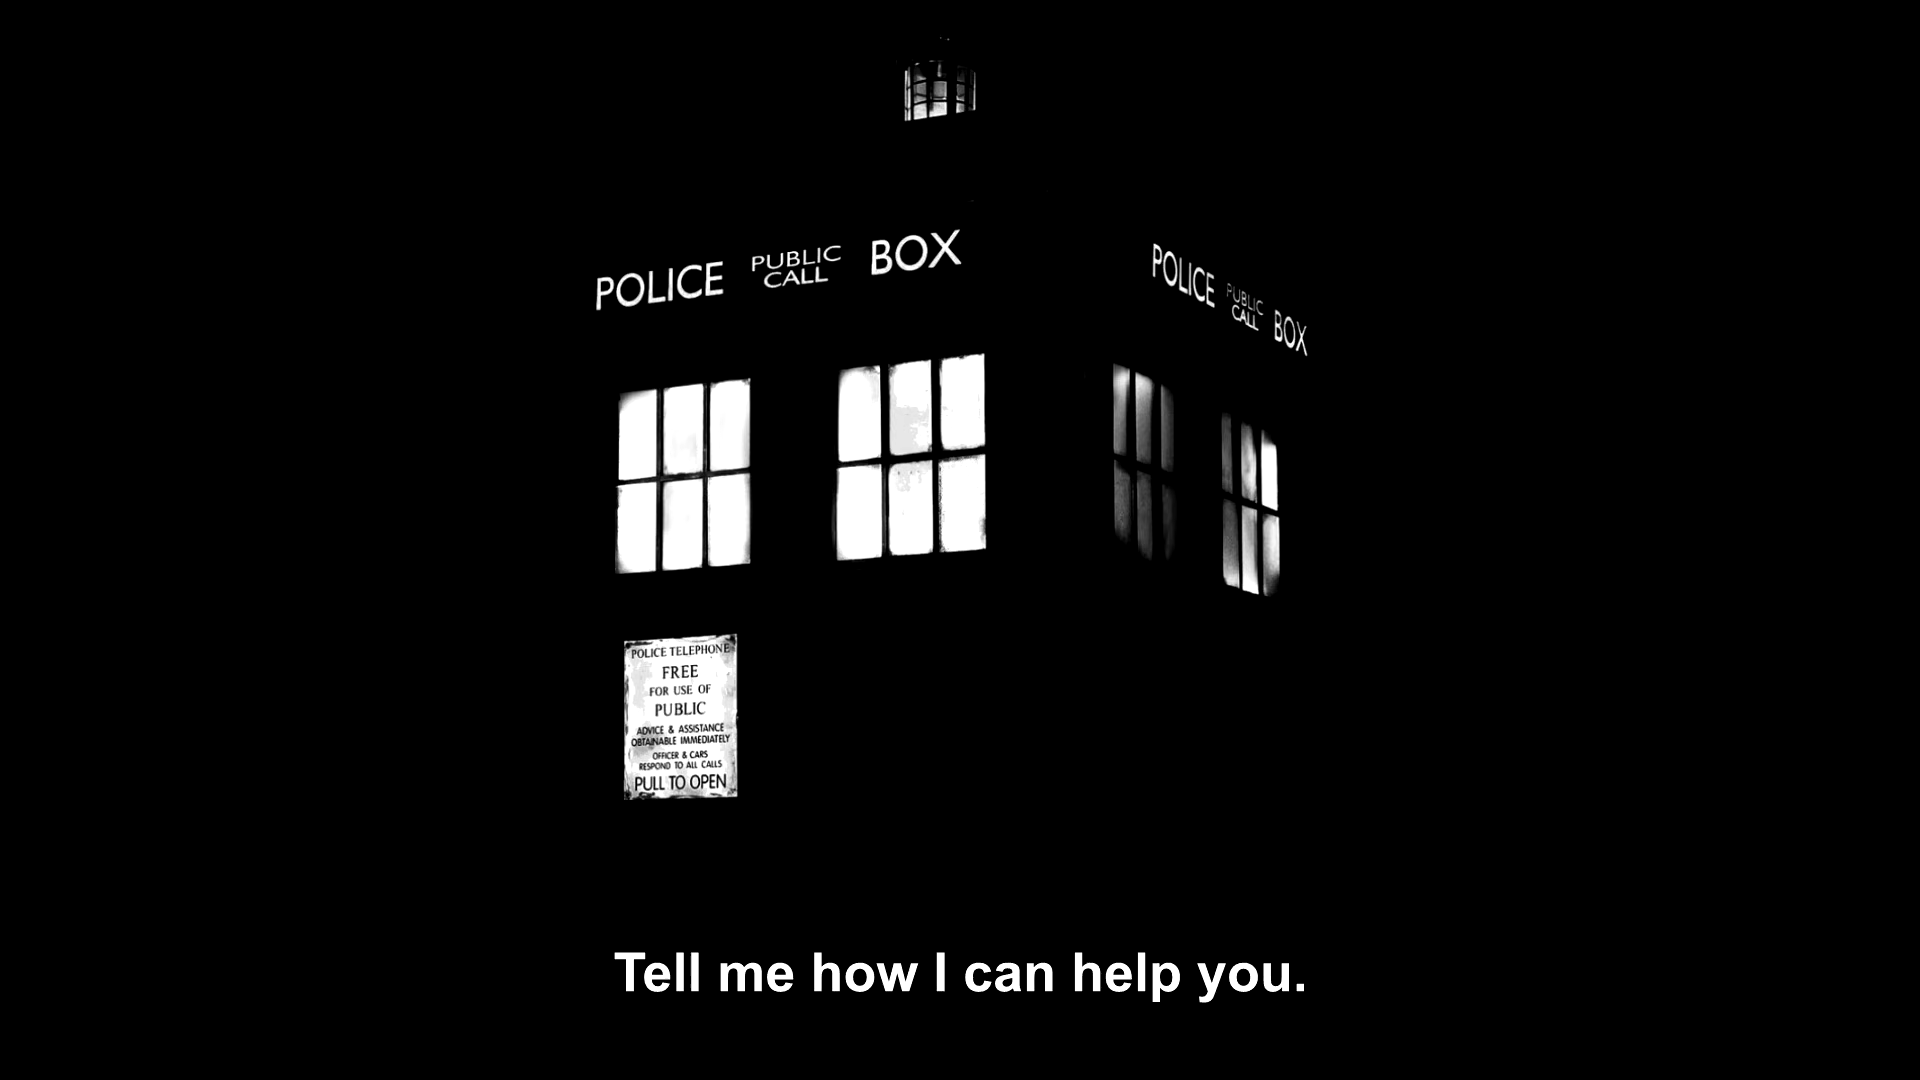 POLICE PUBLIC CALL BOX
POLICE PUBLIC CALL BOX
POLICE TELEPHONE
FREE
FOR USE OF
PUBLIC
ADVICE & ASSISTANCE
OBTAINABLE IMMEDIATELY
OFFICER & CARS
RESPOND TO ALL CALLS
PULL TO OPEN
Tell me how I can help you.